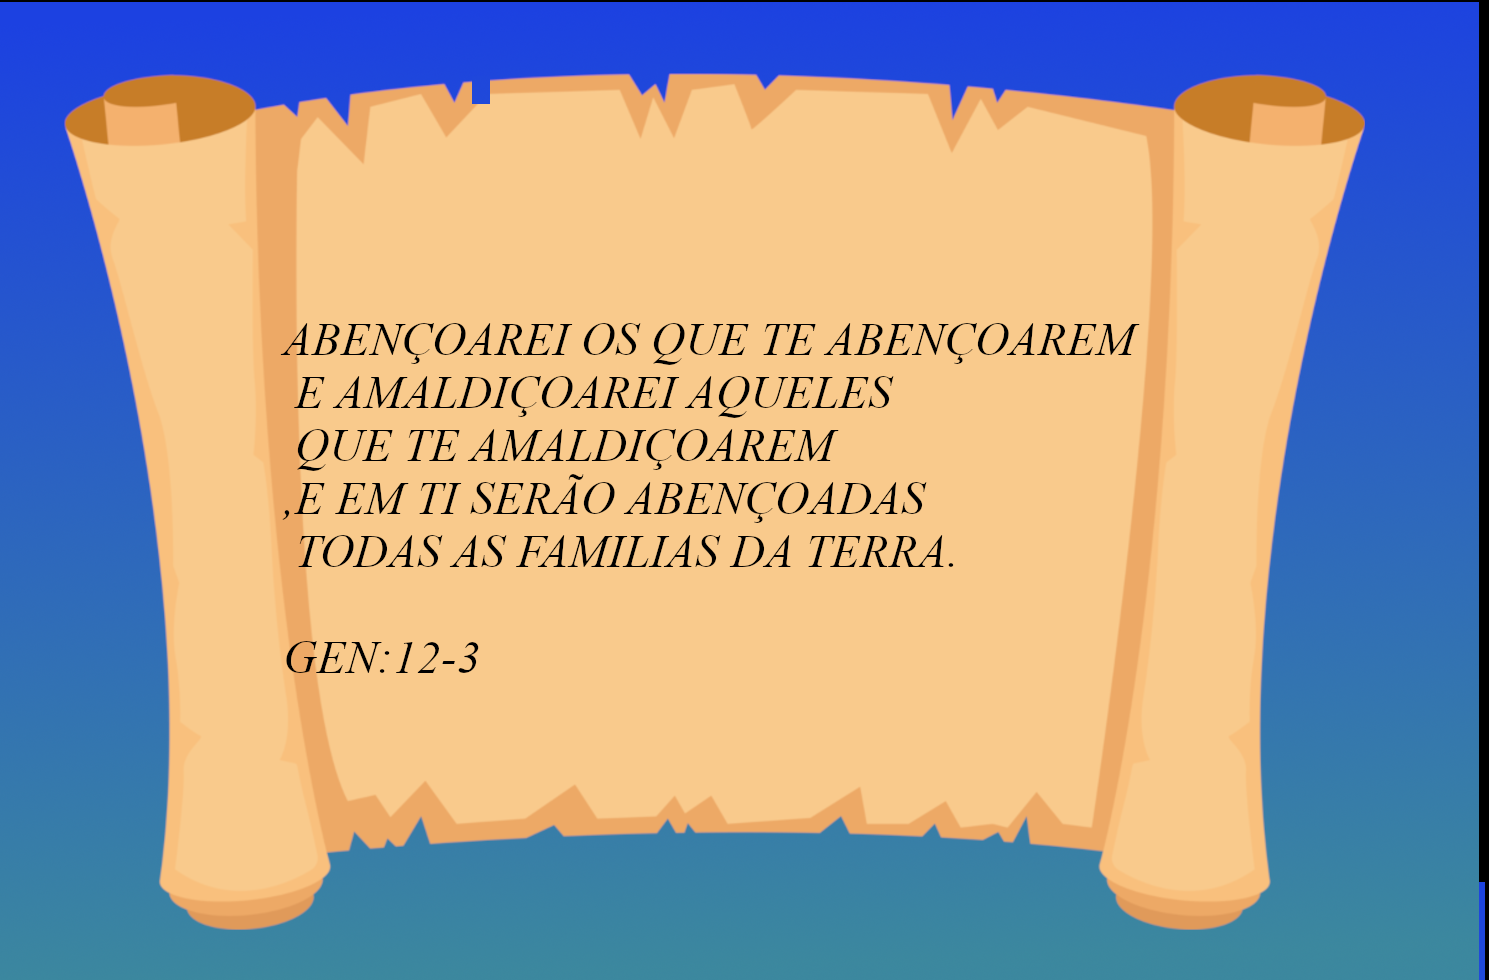 ABENÇOAREI OS QUE TE ABENÇOAREM
E AMALDIÇOAREI AQUELES
QUE TE AMALDIÇOAREM
,E EM TI SERÃO ABENÇOADAS
TODAS AS FAMILIAS DA TERRA.
GEN:12-3